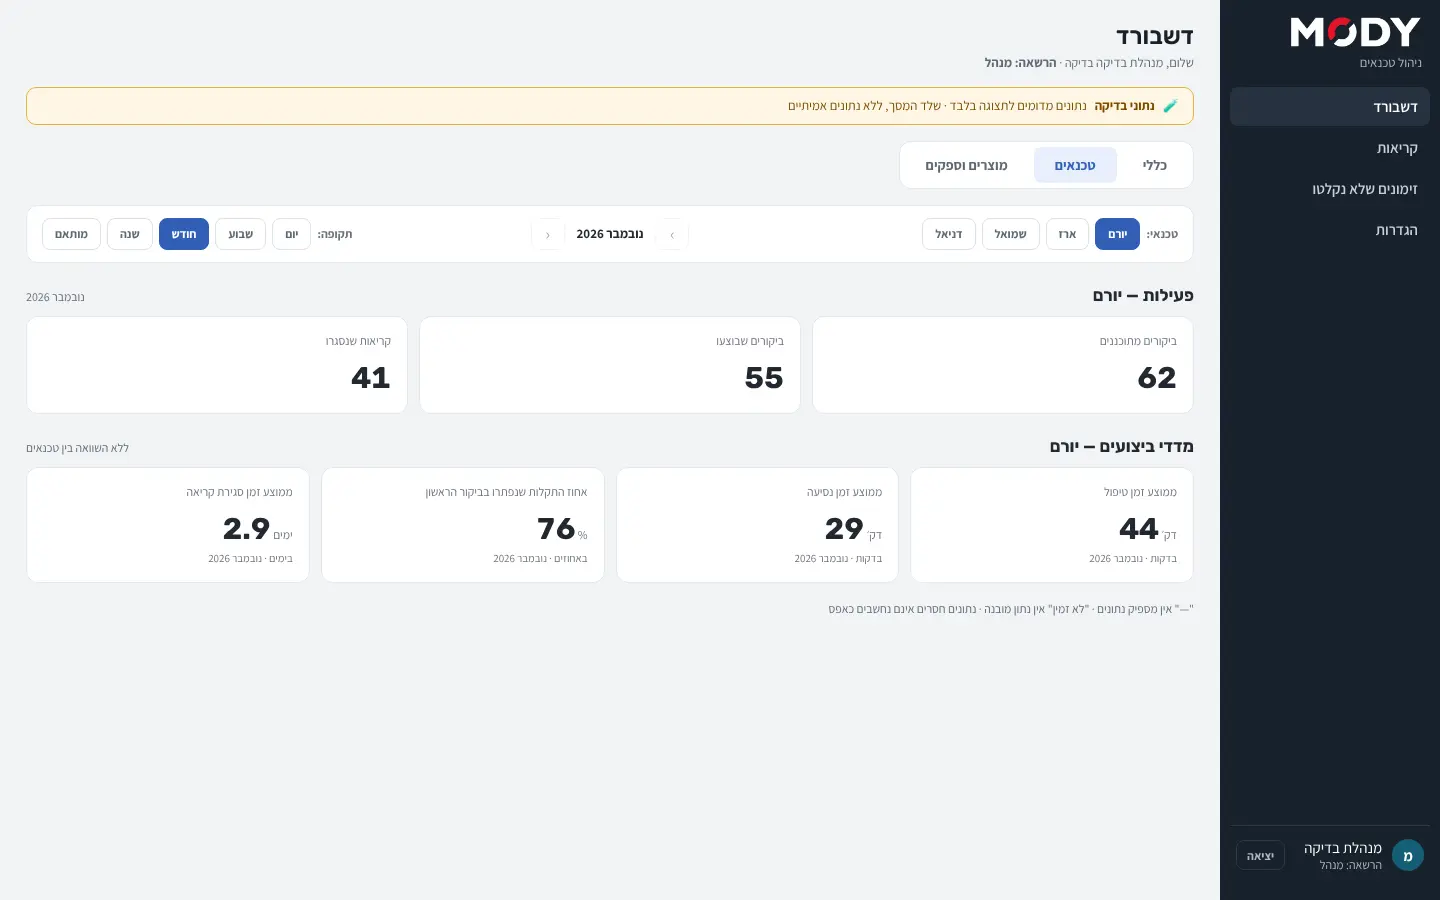 MODY
ניהול טכנאים
דשבורד
קריאות
זימונים שלא נקלטו
הגדרות
מ
מנהלת בדיקה
הרשאה: מנהל
יציאה
דשבורד
שלום, מנהלת בדיקה בדיקה · הרשאה: מנהל
נתוני בדיקה נתונים מדומים לתצוגה בלבד · שלד המסך, ללא נתונים אמיתיים
כללי
טכנאים
מוצרים וספקים
טכנאי: יורם ארז שמואל דניאל
‹ נובמבר 2026 ›
תקופה: יום שבוע חודש שנה מותאם
פעילות — יורם
נובמבר 2026
ביקורים מתוכננים
62
ביקורים שבוצעו
55
קריאות שנסגרו
41
מדדי ביצועים — יורם
ללא השוואה בין טכנאים
ממוצע זמן טיפול
44 דק׳
בדקות · נובמבר 2026
ממוצע זמן נסיעה
29 דק׳
בדקות · נובמבר 2026
אחוז התקלות שנפתרו בביקור הראשון
76 %
באחוזים · נובמבר 2026
ממוצע זמן סגירת קריאה
2.9 ימים
בימים · נובמבר 2026
"—" אין מספיק נתונים · "לא זמין" אין נתון מובנה · נתונים חסרים אינם נחשבים כאפס